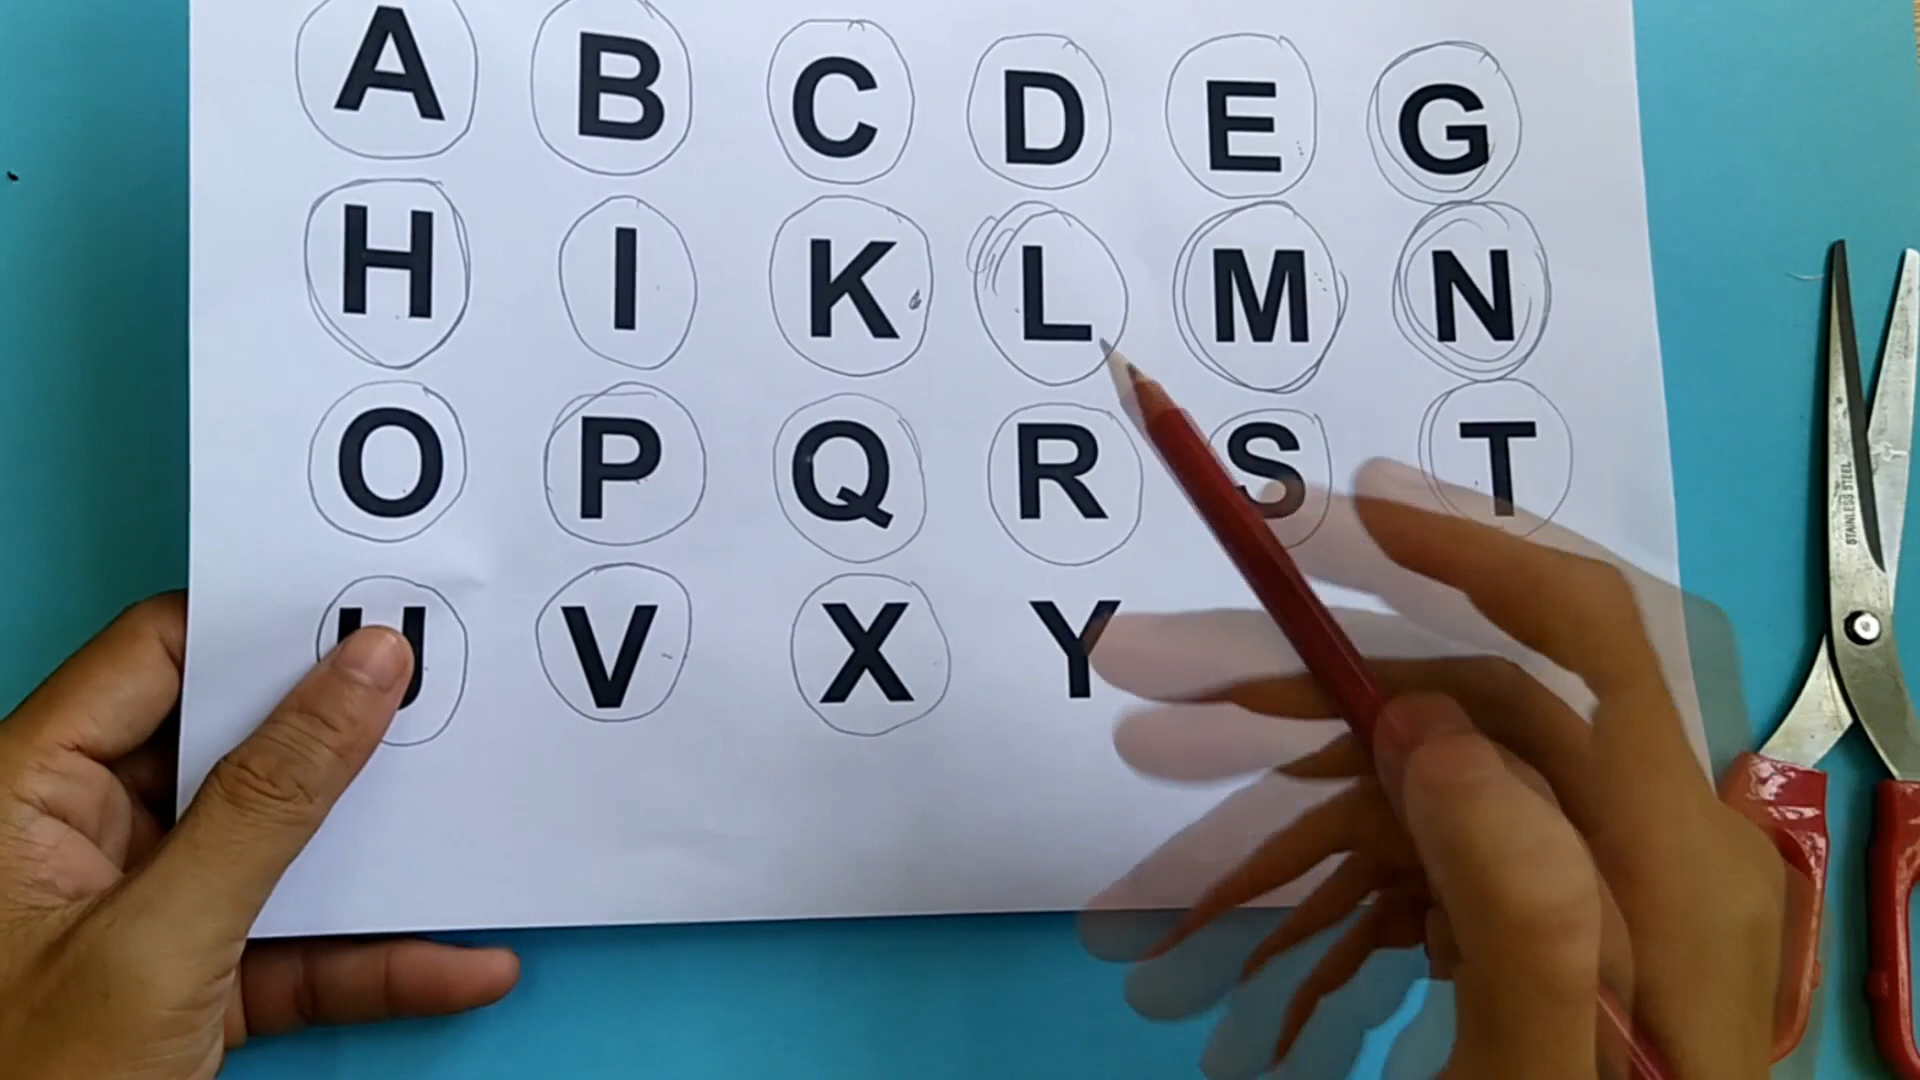 A B C D E G
H I K L M N
O P Q R S T
U V X Y
STAINLESS STEEL